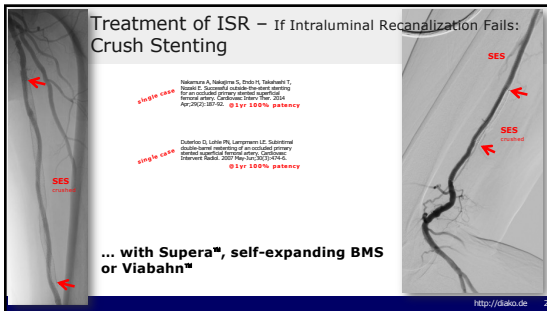 Treatment of ISR – If Intraluminal Recanalization Fails:
Crush Stenting
single case
Nakamura A, Nakajima S, Endo H, Takahashi T,
Nozaki E. Successful outside-the-stent stenting
for an occluded primary stented superficial
femoral artery. Cardiovasc Interv Ther. 2014
Apr;29(2):187-92. @1yr 100% patency
single case
Duterloo D, Lohle PN, Lampmann LE. Subintimal
double-barrel restenting of an occluded primary
stented superficial femoral artery. Cardiovasc
Intervent Radiol. 2007 May-Jun;30(3):474-6.
@1yr 100% patency
SES
crushed
SES
SES
crushed
... with Supera™, self-expanding BMS
or Viabahn™
http://diako.de